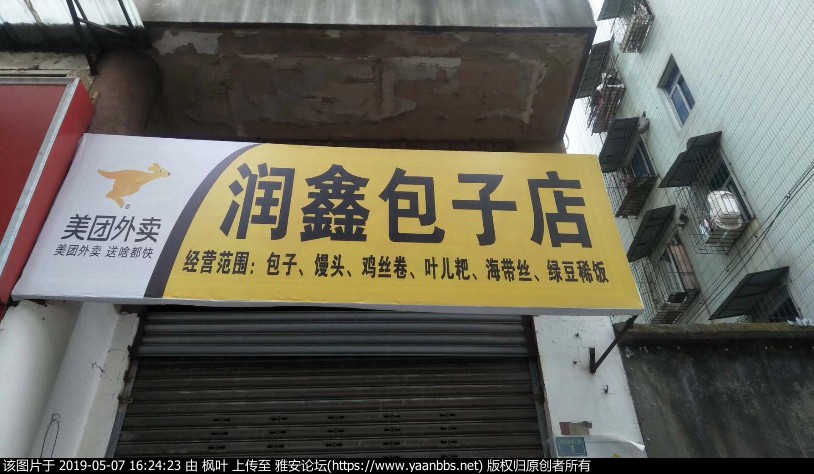 润鑫包子店
美团外卖
美团外卖 送啥都快
经营范围：包子、馒头、鸡丝卷、叶儿粑、海带丝、绿豆稀饭
该图片于 2019-05-07 16:24:23 由 枫叶 上传至 雅安论坛(https://www.yaanbbs.net) 版权归原创者所有